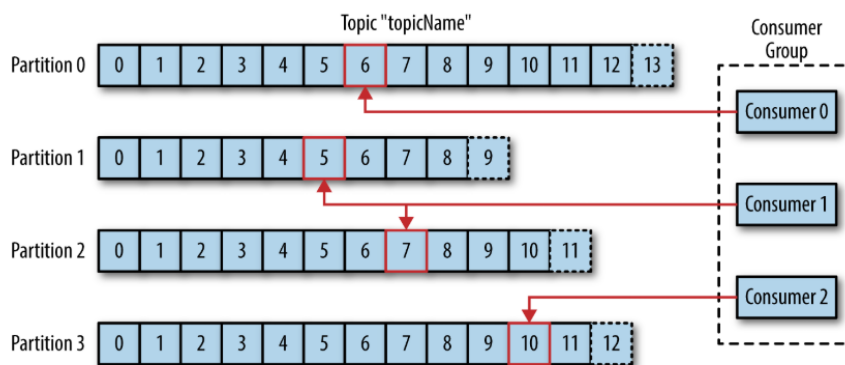 Topic "topicName"
Consumer
Group
Partition 0 0 1 2 3 4 5 6 7 8 9 10 11 12 13
Consumer 0
Partition 1 0 1 2 3 4 5 6 7 8 9
Consumer 1
Partition 2 0 1 2 3 4 5 6 7 8 9 10 11
Consumer 2
Partition 3 0 1 2 3 4 5 6 7 8 9 10 11 12